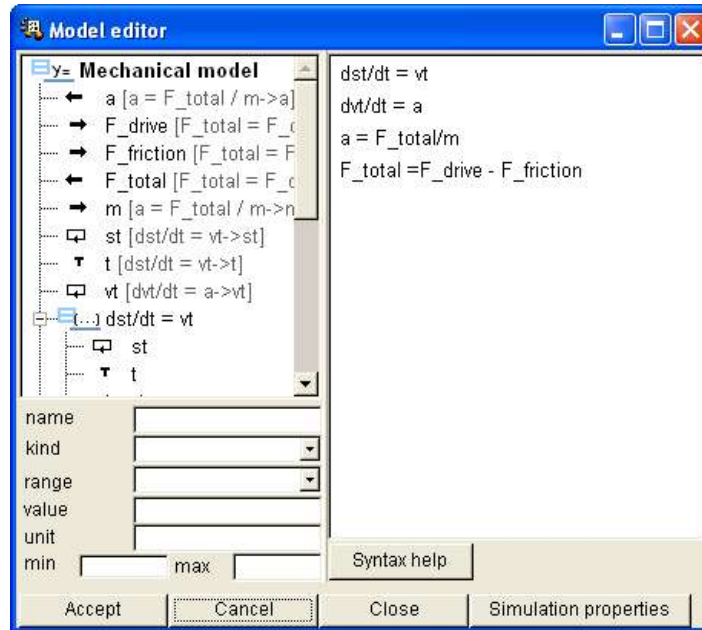 Model editor
y= Mechanical model
a [a = F_total / m->a]
F_drive [F_total = F_c
F_friction [F_total = F
F_total [F_total = F_c
m [a = F_total / m->n
st [dst/dt = vt->st]
t [dst/dt = vt->t]
vt [dvt/dt = a->vt]
{...} dst/dt = vt
st
t
name
kind
range
value
unit
min
max
dst/dt = vt
dvt/dt = a
a = F_total/m
F_total =F_drive - F_friction
Syntax help
Accept
Cancel
Close
Simulation properties